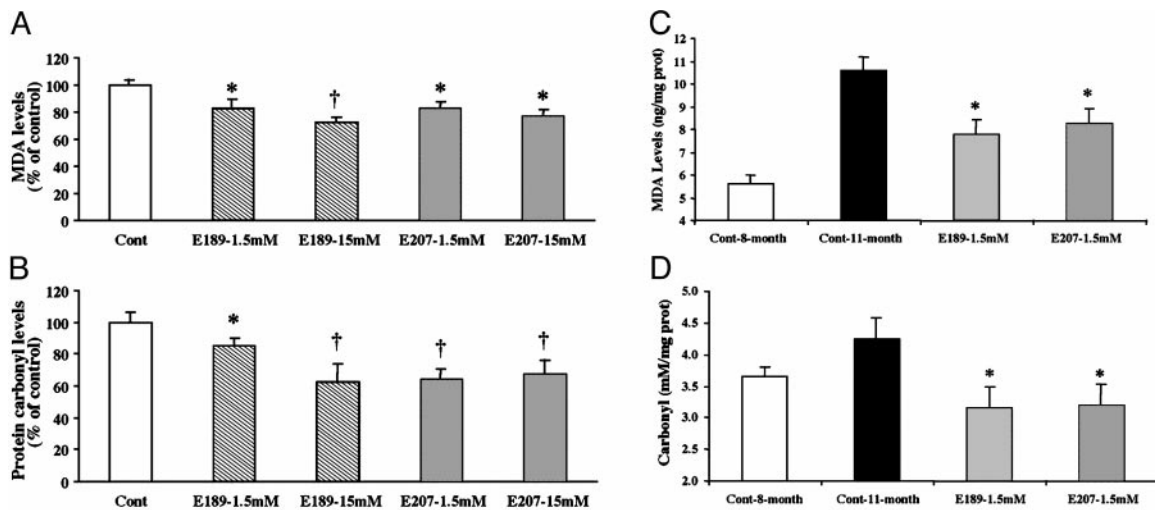 A
MDA levels
(% of control)
120
100
80
60
40
20
0
*
†
*
*
Cont
E189-1.5mM
E189-15mM
E207-1.5mM
E207-15mM
B
Protein carbonyl levels
(% of control)
120
100
80
60
40
20
0
*
†
†
†
Cont
E189-1.5mM
E189-15mM
E207-1.5mM
E207-15mM
C
MDA Levels (ng/mg prot)
12
11
10
9
8
7
6
5
4
*
*
Cont-8-month
Cont-11-month
E189-1.5mM
E207-1.5mM
D
Carbonyl (mM/mg prot)
5.0
4.5
4.0
3.5
3.0
2.5
2.0
*
*
Cont-8-month
Cont-11-month
E189-1.5mM
E207-1.5mM